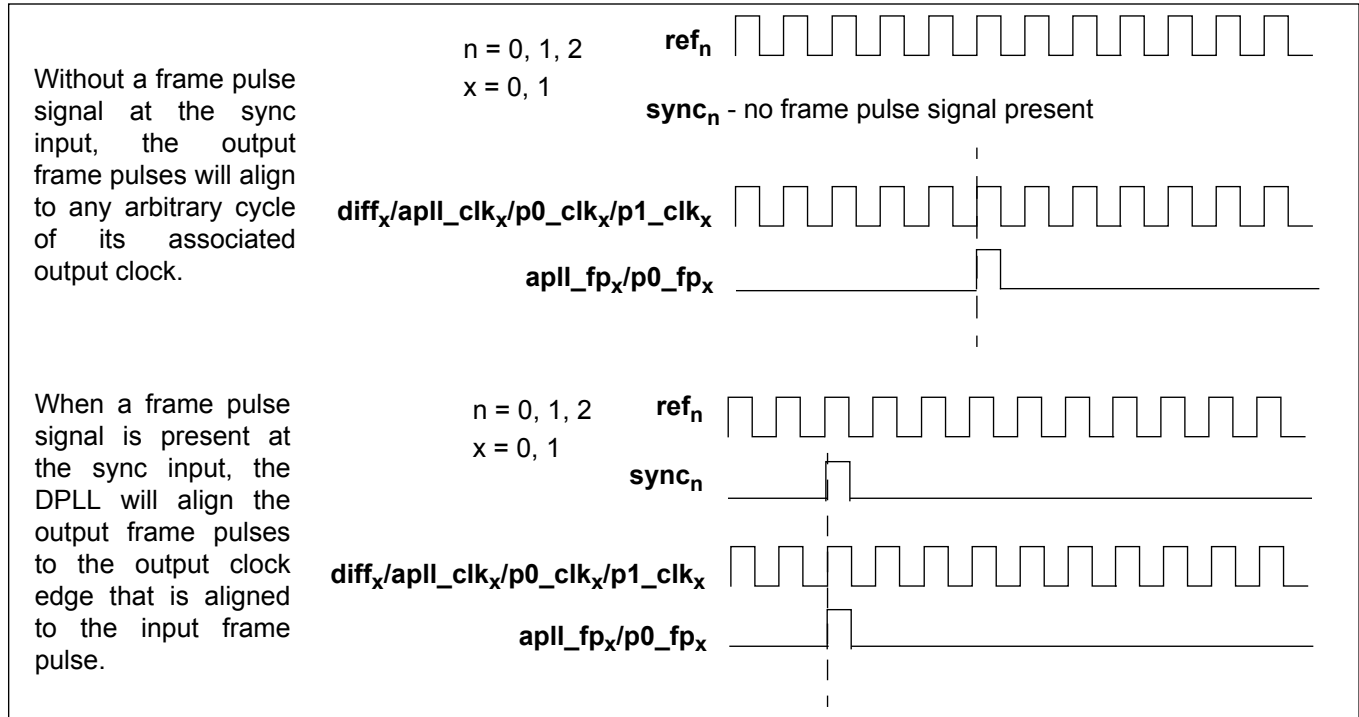 Without a frame pulse
signal at the sync
input, the output
frame pulses will align
to any arbitrary cycle
of its associated
output clock.
n = 0, 1, 2
x = 0, 1
refn
syncn - no frame pulse signal present
diffx/apll_clkx/p0_clkx/p1_clkx
apll_fpx/p0_fpx
When a frame pulse
signal is present at
the sync input, the
DPLL will align the
output frame pulses
to the output clock
edge that is aligned
to the input frame
pulse.
n = 0, 1, 2
x = 0, 1
refn
syncn
diffx/apll_clkx/p0_clkx/p1_clkx
apll_fpx/p0_fpx